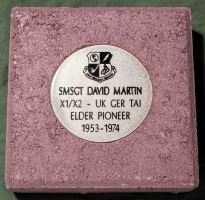 SMSGT DAVID MARTIN
X1/X2 - UK GER TAI
ELDER PIONEER
1953-1974